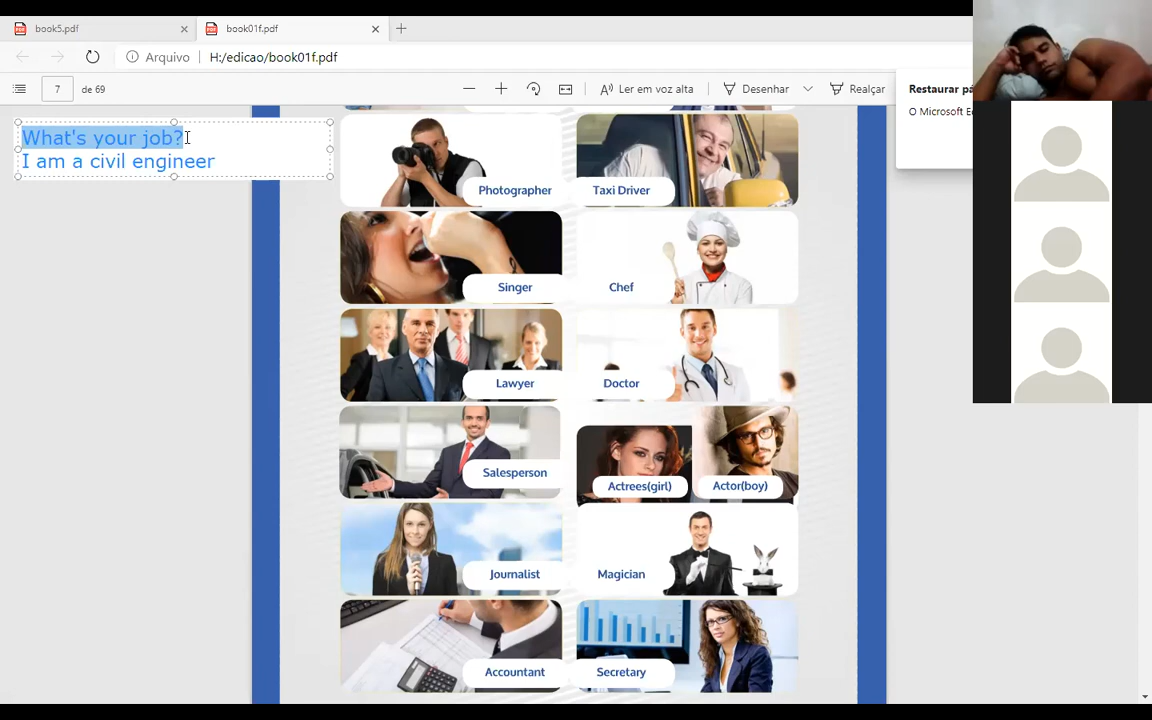 book5.pdf
book01f.pdf
Arquivo
H:/edicao/book01f.pdf
7
de 69
Ler em voz alta
Desenhar
Realçar
Restaurar pá
O Microsoft E
What's your job?
I am a civil engineer
Photographer
Taxi Driver
Singer
Chef
Lawyer
Doctor
Salesperson
Actrees(girl)
Actor(boy)
Journalist
Magician
Accountant
Secretary